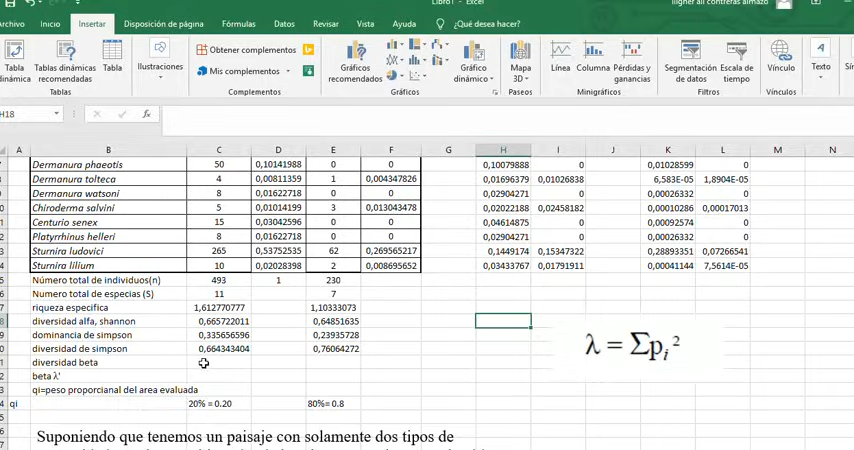 Libro1 - Excel
iligher ali contreras almazo
Archivo Inicio Insertar Disposición de página Fórmulas Datos Revisar Vista Ayuda ¿Qué desea hacer?
Tabla dinámica Tablas dinámicas recomendadas Tabla Ilustraciones Obtener complementos Mis complementos Gráficos recomendados Gráfico dinámico Mapa 3D Línea Columna Pérdidas y ganancias Segmentación de datos Escala de tiempo Vínculo Texto
Tablas Complementos Gráficos Paseos Minigráficos Filtros Vínculos
H18 fx
A B C D E F G H I J K L M N
Dermanura phaeotis 50 0,10141988 0 0 0,10079888 0 0,01028599 0
Dermanura tolteca 4 0,00811359 1 0,004347826 0,01696379 0,01026838 6,583E-05 1,8904E-05
Dermanura watsoni 8 0,01622718 0 0 0,02904271 0 0,00026332 0
Chiroderma salvini 5 0,01014199 3 0,013043478 0,02022188 0,02458182 0,00010286 0,00017013
Centurio senex 15 0,03042596 0 0 0,04614875 0 0,00092574 0
Platyrrhinus helleri 8 0,01622718 0 0 0,02904271 0 0,00026332 0
Sturnira ludovici 265 0,53752535 62 0,269565217 0,1449174 0,15347322 0,28893351 0,07266541
Sturnira lilium 10 0,02028398 2 0,008695652 0,03433767 0,01791911 0,00041144 7,5614E-05
Número total de individuos(n) 493 1 230
Numero total de especias (S) 11 7
riqueza especifica 1,612770777 1,10333073
diversidad alfa, shannon 0,665722011 0,64851635
dominancia de simpson 0,335656596 0,23935728
diversidad de simpson 0,664343404 0,76064272
diversidad beta
beta λ'
qi=peso proporcianal del area evaluada
qi 20% = 0.20 80%= 0.8
λ = Σpi ²
Suponiendo que tenemos un paisaje con solamente dos tipos de